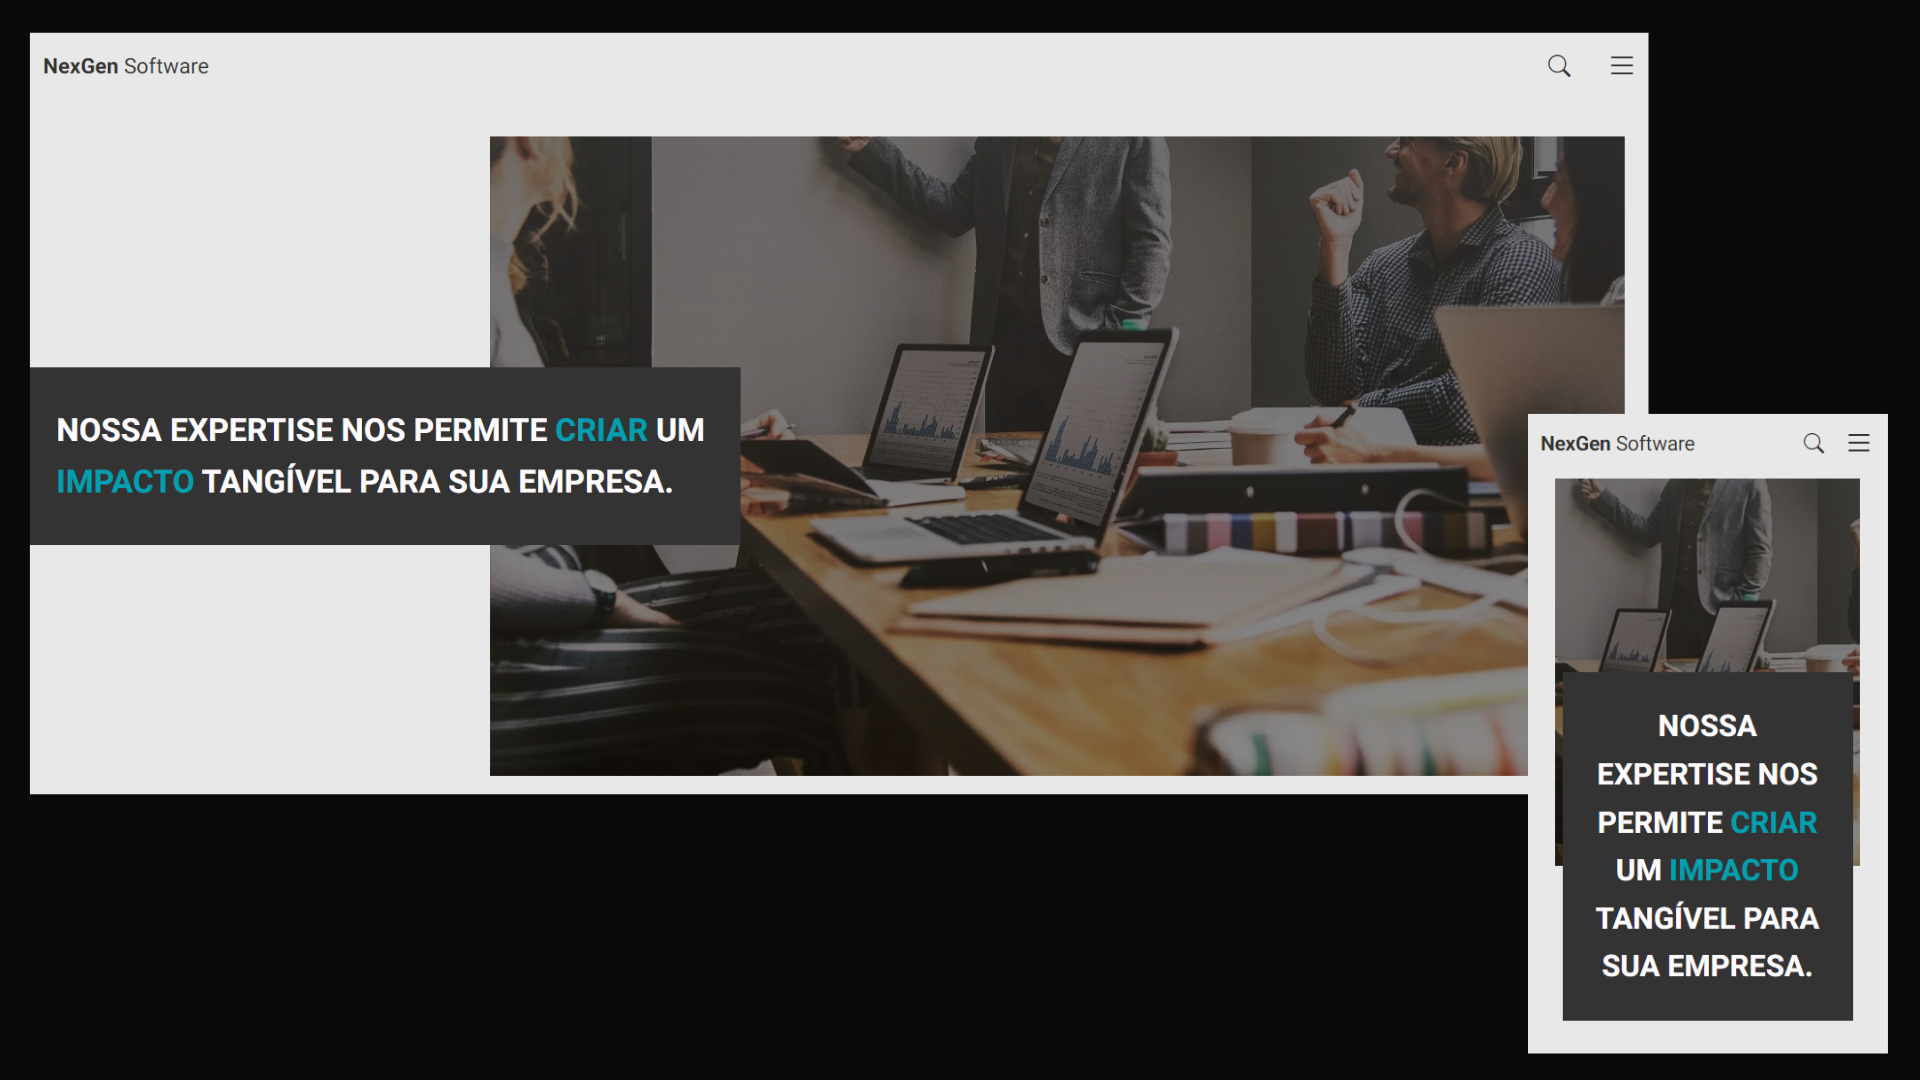 NexGen Software
NOSSA EXPERTISE NOS PERMITE CRIAR UM
IMPACTO TANGÍVEL PARA SUA EMPRESA.
NexGen Software
NOSSA
EXPERTISE NOS
PERMITE CRIAR
UM IMPACTO
TANGÍVEL PARA
SUA EMPRESA.